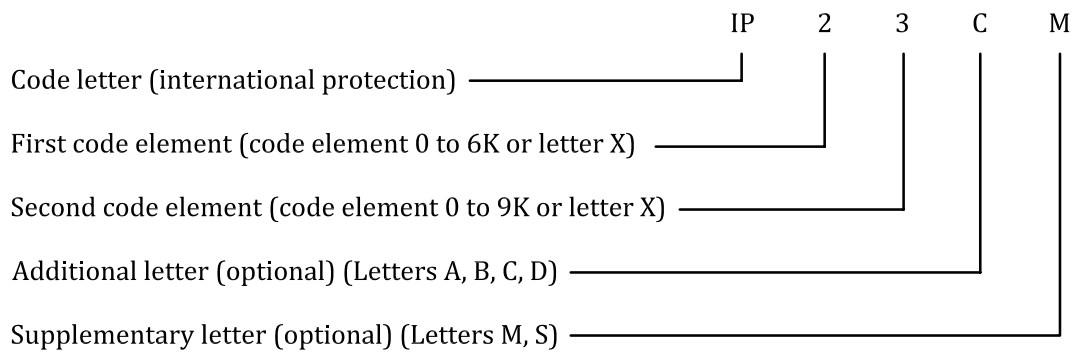 IP 2 3 C M
Code letter (international protection)
First code element (code element 0 to 6K or letter X)
Second code element (code element 0 to 9K or letter X)
Additional letter (optional) (Letters A, B, C, D)
Supplementary letter (optional) (Letters M, S)